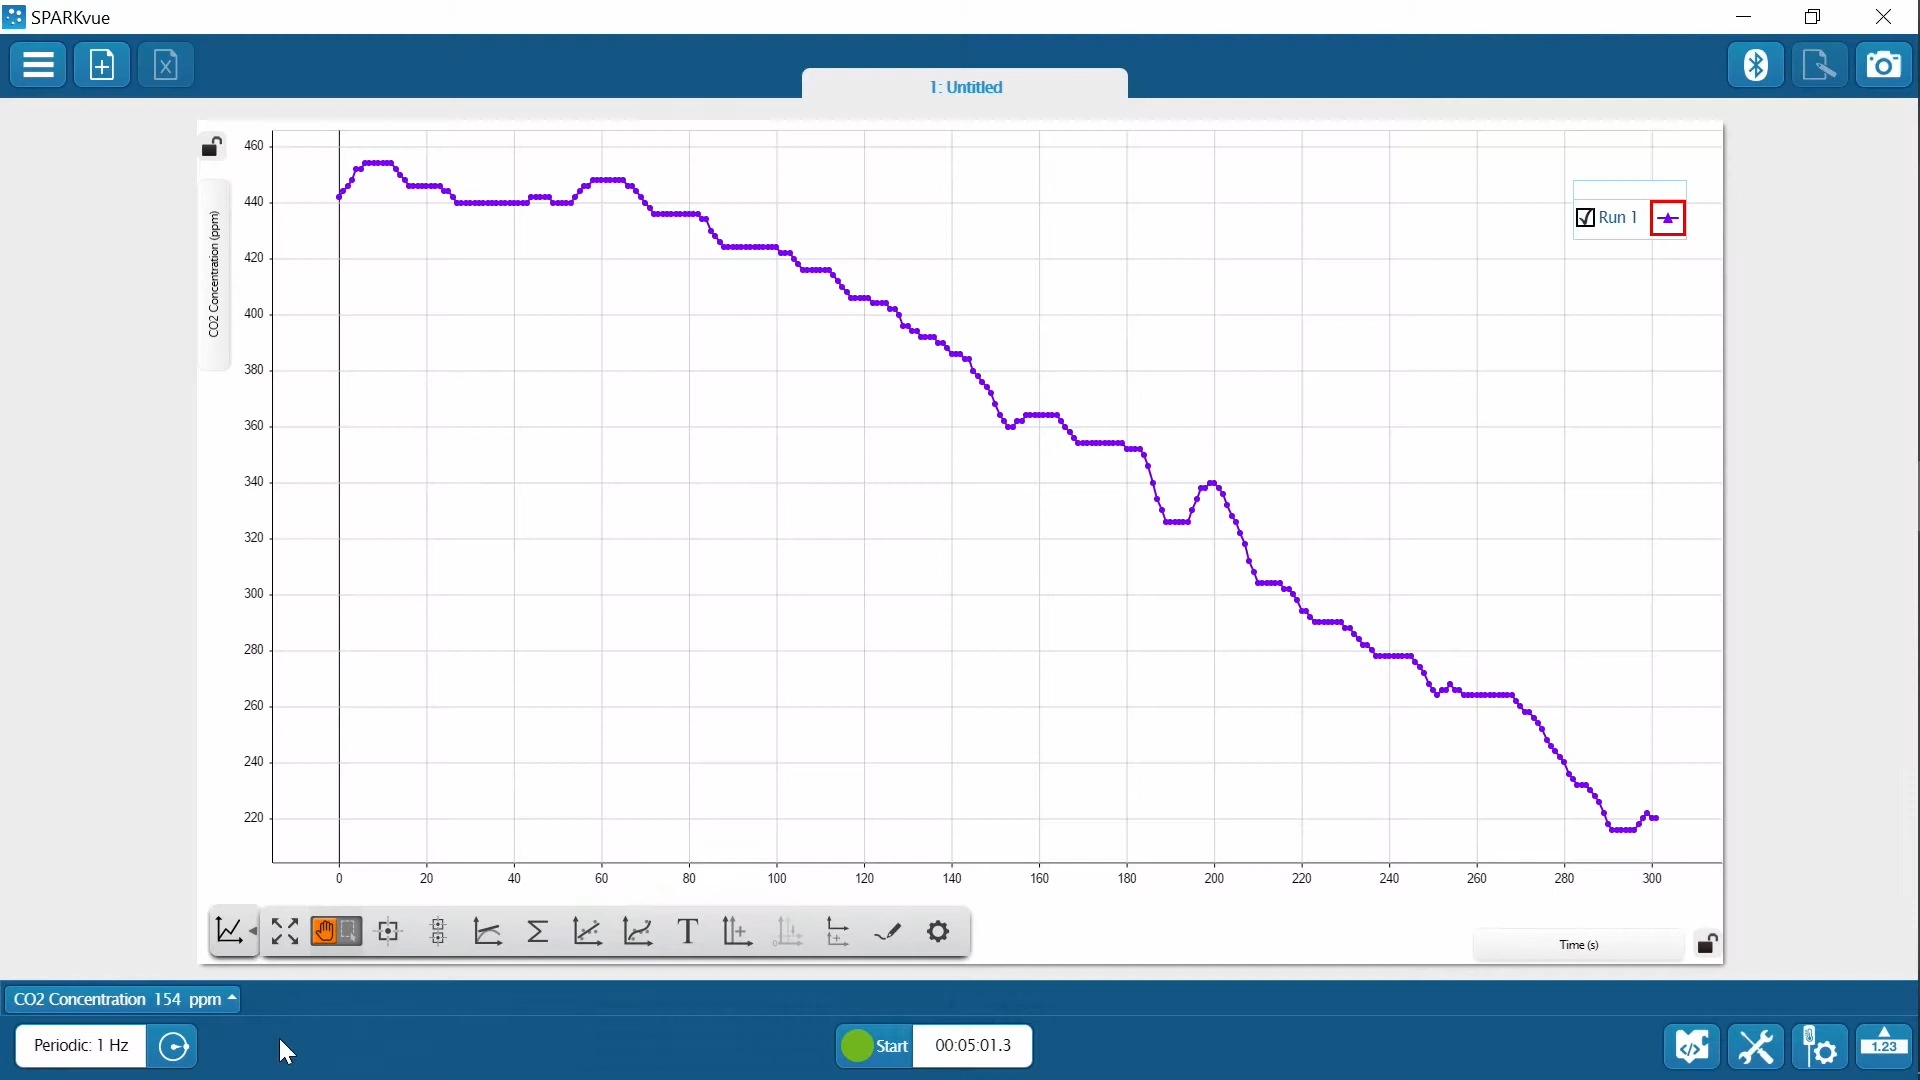 SPARKvue
1: Untitled
460
440
420
400
380
360
340
320
300
280
260
240
220
CO2 Concentration (ppm)
Run 1
0 20 40 60 80 100 120 140 160 180 200 220 240 260 280 300
Time (s)
CO2 Concentration 154 ppm
Periodic: 1 Hz
Start 00:05:01.3
1.23